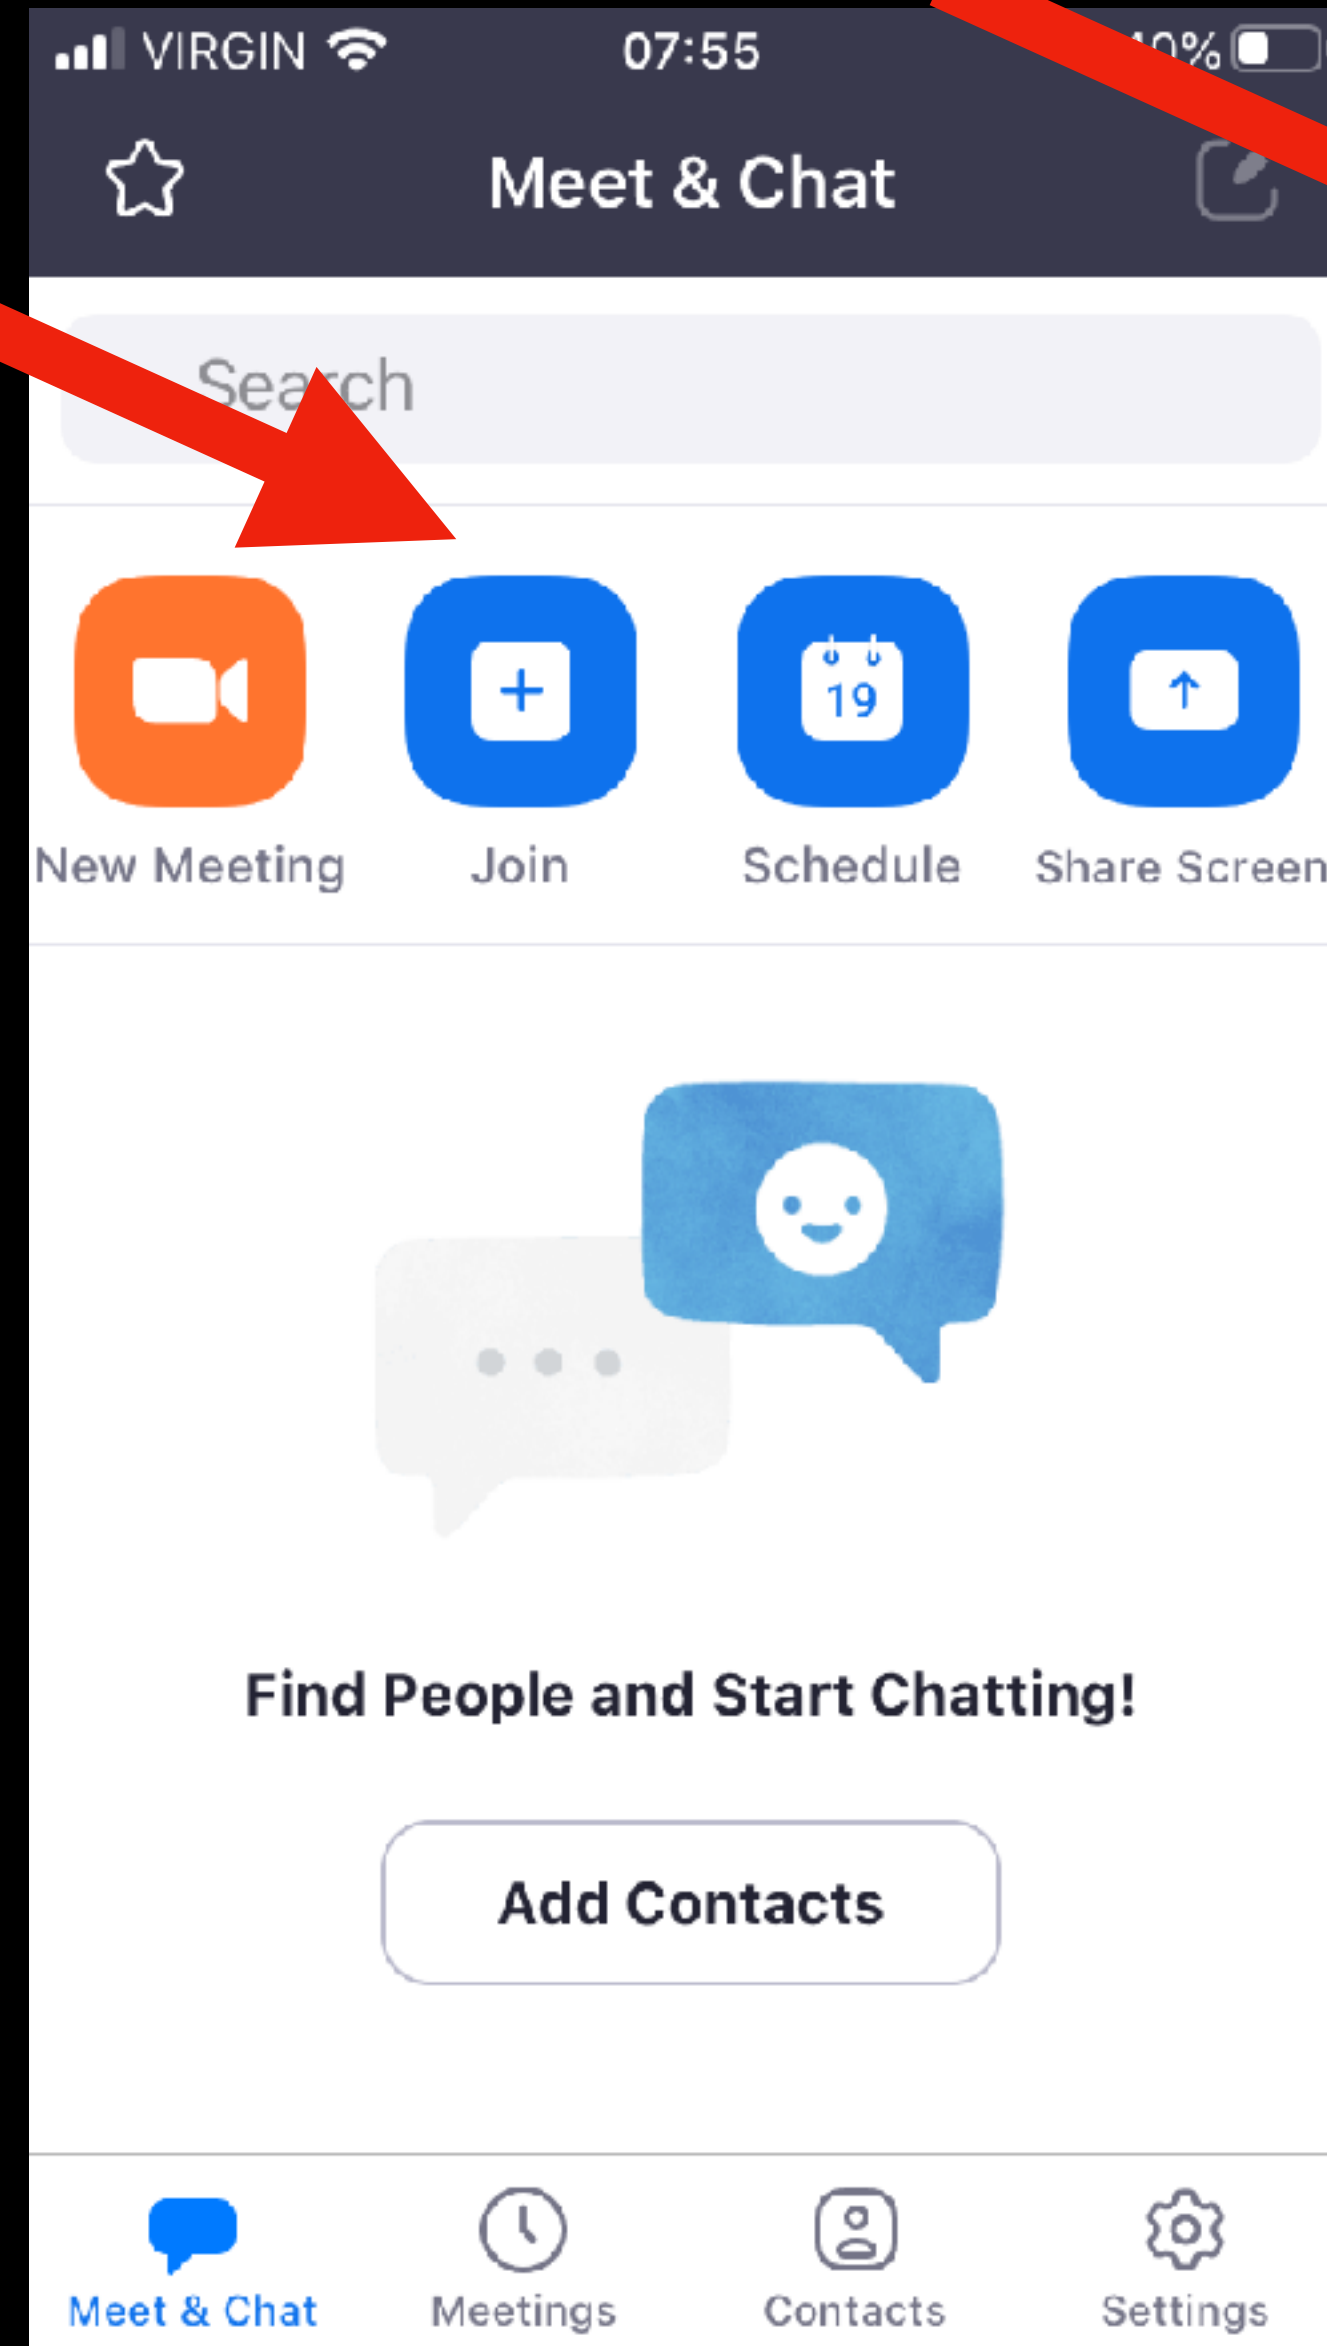 VIRGIN 07:55
Meet & Chat
Search
19
New Meeting Join Schedule Share Screen
Find People and Start Chatting!
Add Contacts
Meet & Chat Meetings Contacts Settings